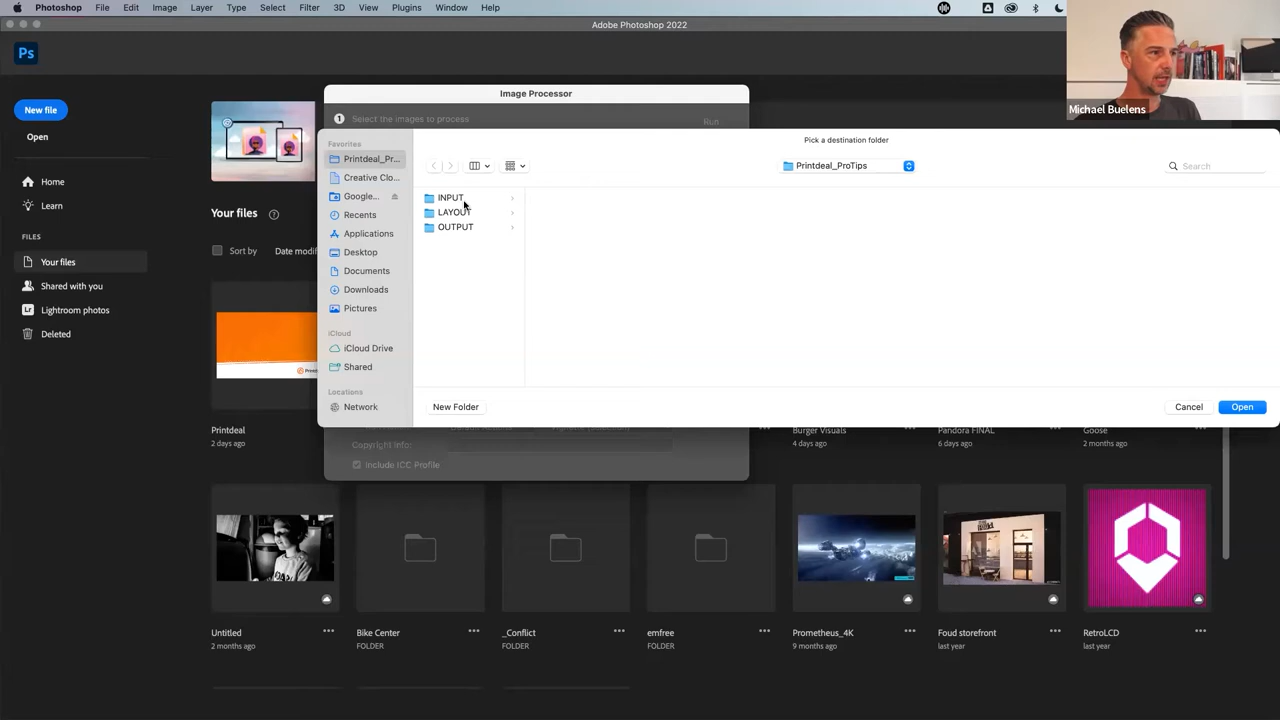 Photoshop File Edit Image Layer Type Select Filter 3D View Plugins Window Help
Adobe Photoshop 2022
Ps
Michael Buelens
New file
Open
Home
Learn
FILES
Your files
Shared with you
Lr Lightroom photos
Deleted
Your files ?
Sort by Date modif
Image Processor
1 Select the images to process
Run
Pick a destination folder
Favorites
Printdeal_Pr...
Creative Clo...
Google...
Recents
Applications
Desktop
Documents
Downloads
Pictures
iCloud
iCloud Drive
Shared
Locations
Network
Printdeal_ProTips
Search
INPUT
LAYOUT
OUTPUT
New Folder
Cancel
Open
Copyright Info:
Include ICC Profile
Printdeal
2 days ago
Burger Visuals
4 days ago
Pandora FINAL
6 days ago
Goose
2 months ago
Untitled
2 months ago
Bike Center
FOLDER
_Conflict
FOLDER
emfree
FOLDER
Prometheus_4K
9 months ago
Foud storefront
last year
RetroLCD
last year